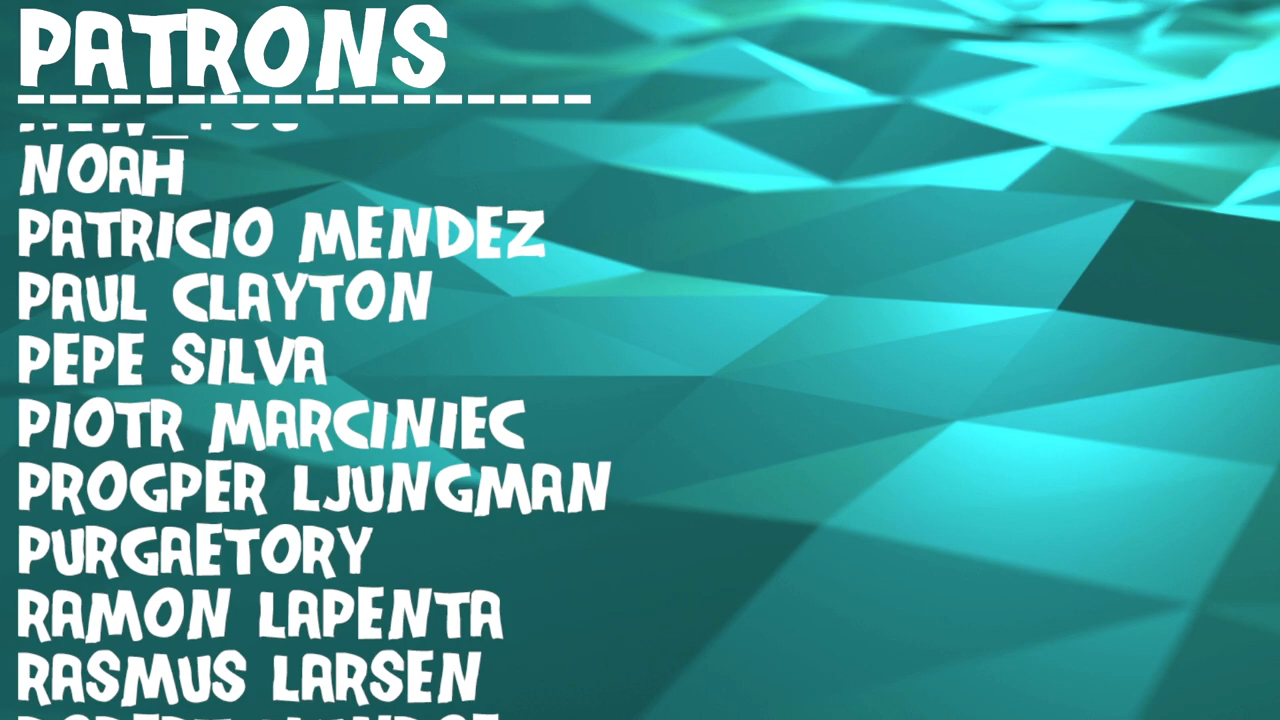 PATRONS
NOAH
PATRICIO MENDEZ
PAUL CLAYTON
PEPE SILVA
PIOTR MARCINIEC
PROGPER LJUNGMAN
PURGAETORY
RAMON LAPENTA
RASMUS LARSEN